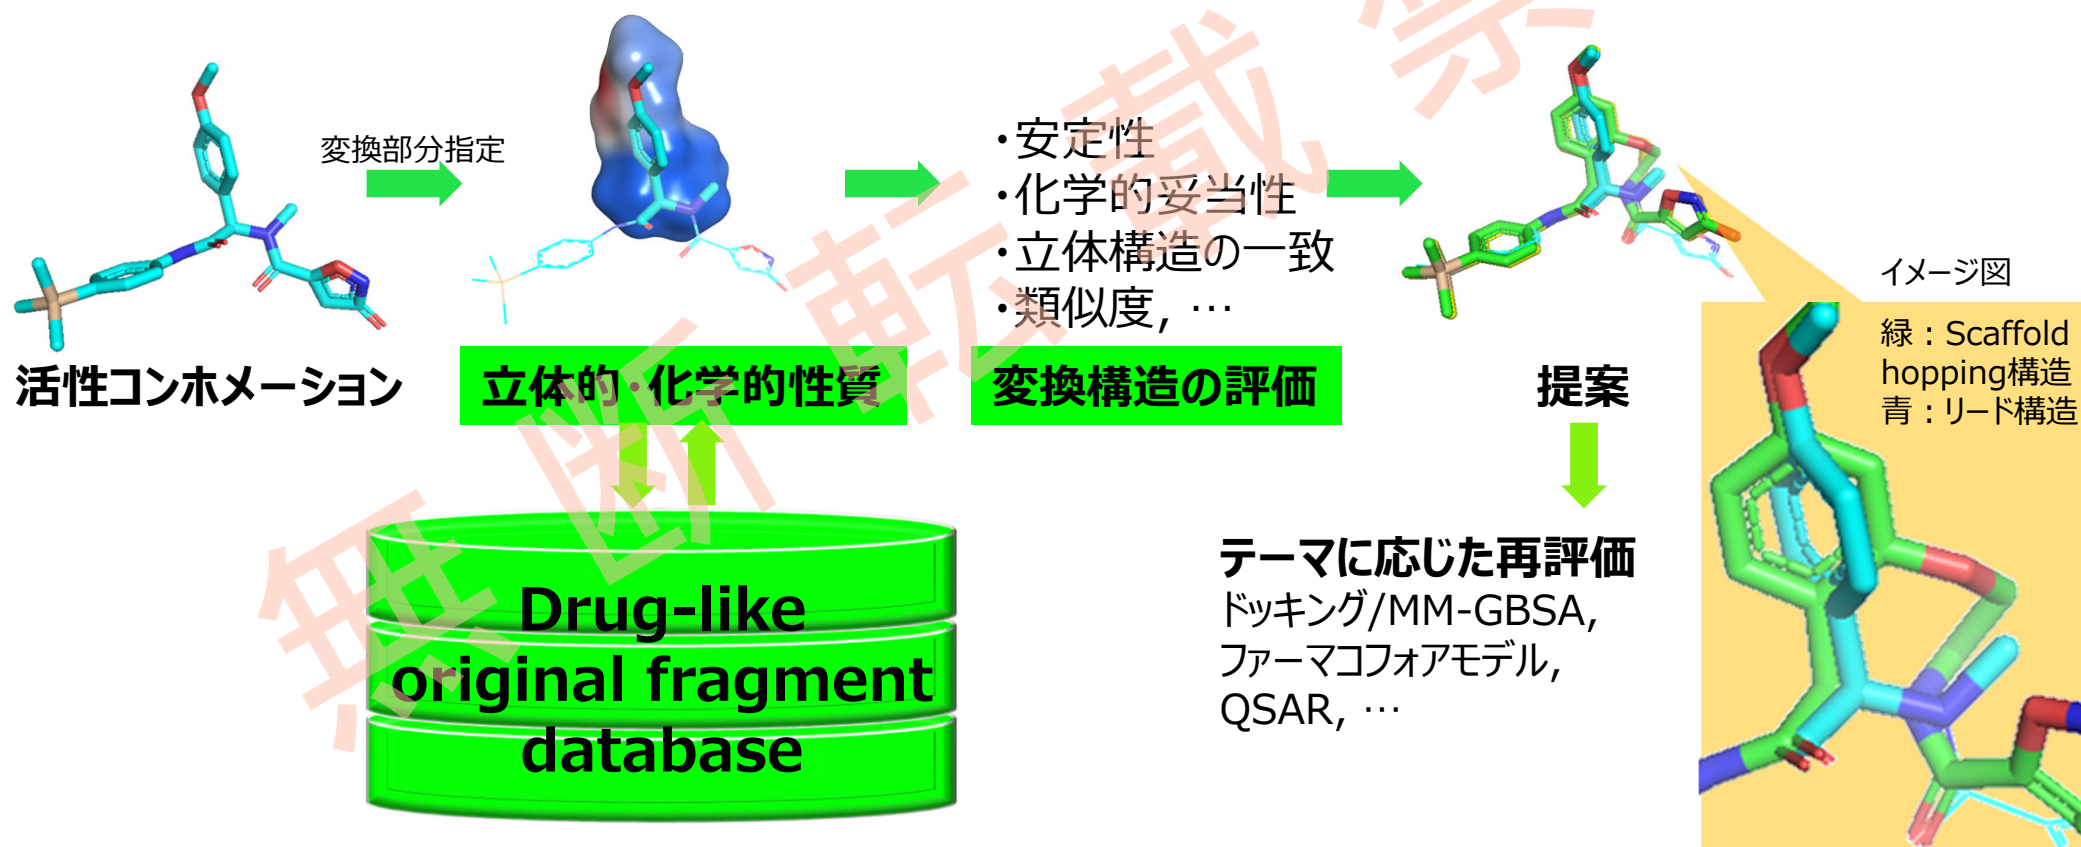 変換部分指定
・安定性
・化学的妥当性
・立体構造の一致
・類似度, …
イメージ図
緑：Scaffold
hopping構造
青：リード構造
活性コンホメーション
立体的・化学的性質
変換構造の評価
提案
Drug-like
original fragment
database
テーマに応じた再評価
ドッキング/MM-GBSA,
ファーマコフォアモデル,
QSAR, …
無断転載禁